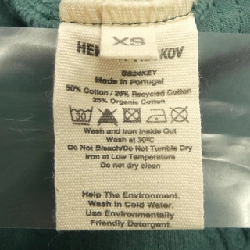 XS
Made in Portugal
50% Cotton / 25% Recycled Cotton
25% Organic Cotton
Wash and Iron Inside Out
Wash at 30ºC
Do Not Bleach/Do Not Tumble Dry
Iron at Low Temperature
Do not dry clean
Help The Environment.
Wash in Cold Water.
Use Environmentally
Friendly Detergent.